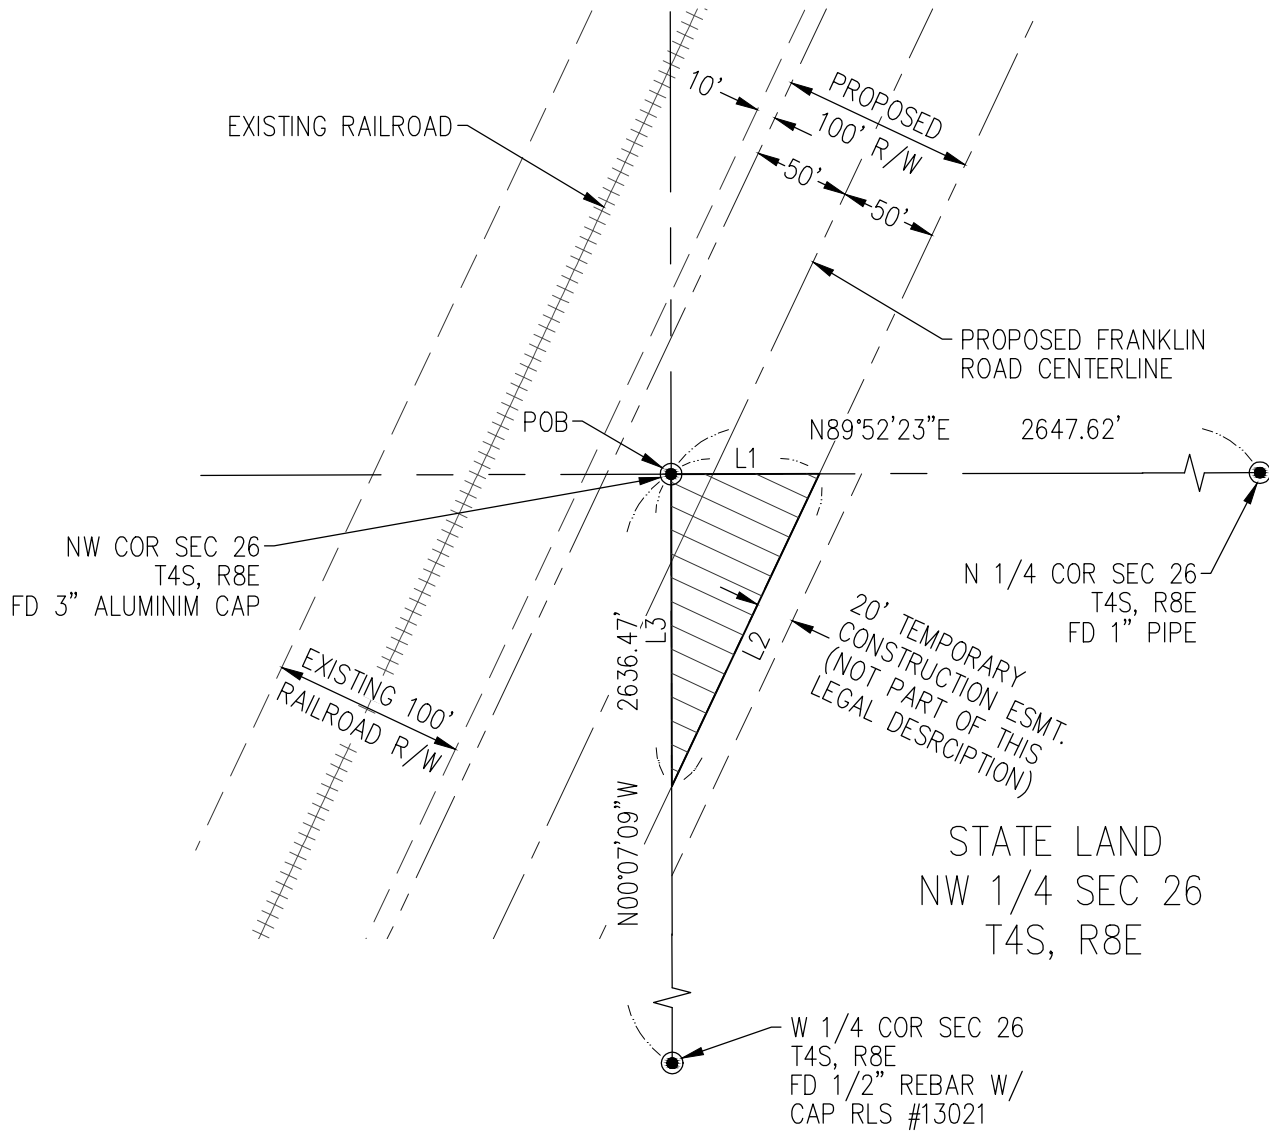 10'
PROPOSED
100' R/W
EXISTING RAILROAD
50'
50'
PROPOSED FRANKLIN
ROAD CENTERLINE
POB
N89°52'23"E 2647.62'
L1
NW COR SEC 26
T4S, R8E
FD 3" ALUMINIM CAP
N 1/4 COR SEC 26
T4S, R8E
FD 1" PIPE
2636.47'
L3
L2
20' TEMPORARY
CONSTRUCTION ESMT.
(NOT PART OF THIS
LEGAL DESRCIPTION)
EXISTING 100'
RAILROAD R/W
N00°07'09"W
STATE LAND
NW 1/4 SEC 26
T4S, R8E
W 1/4 COR SEC 26
T4S, R8E
FD 1/2" REBAR W/
CAP RLS #13021